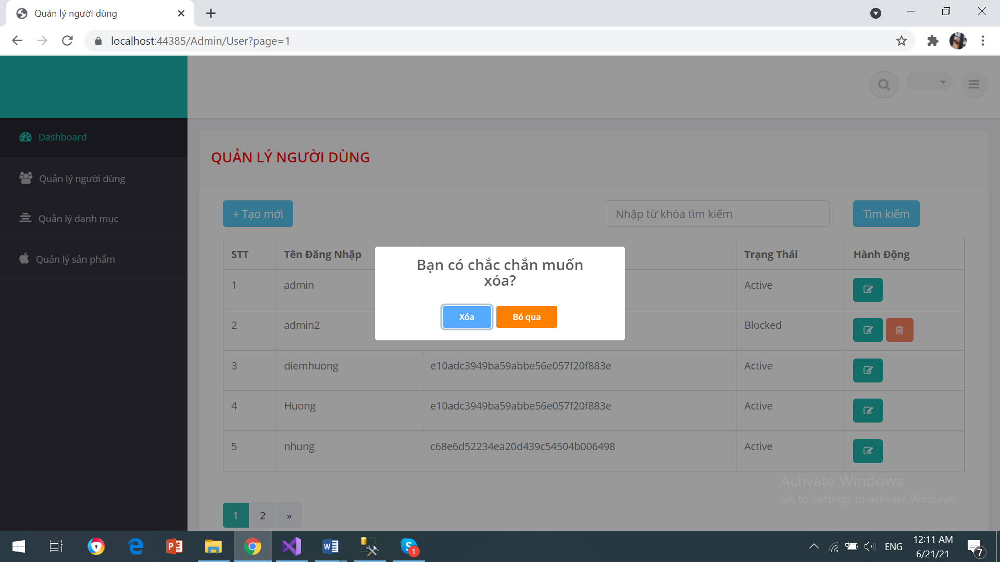 Quản lý người dùng
localhost:44385/Admin/User?page=1
Dashboard
Quản lý người dùng
Quản lý danh mục
Quản lý sản phẩm
QUẢN LÝ NGƯỜI DÙNG
+ Tạo mới
Nhập từ khóa tìm kiếm
Tìm kiếm
STT Tên Đăng Nhập Trạng Thái Hành Động
1 admin Active
2 admin2 Blocked
3 diemhuong e10adc3949ba59abbe56e057f20f883e Active
4 Huong e10adc3949ba59abbe56e057f20f883e Active
5 nhung c68e6d52234ea20d439c54504b006498 Active
Bạn có chắc chắn muốn
xóa?
Xóa Bỏ qua
1 2 »
Activate Windows
Go to Settings to activate Windows.
1
ENG
12:11 AM
6/21/21
7